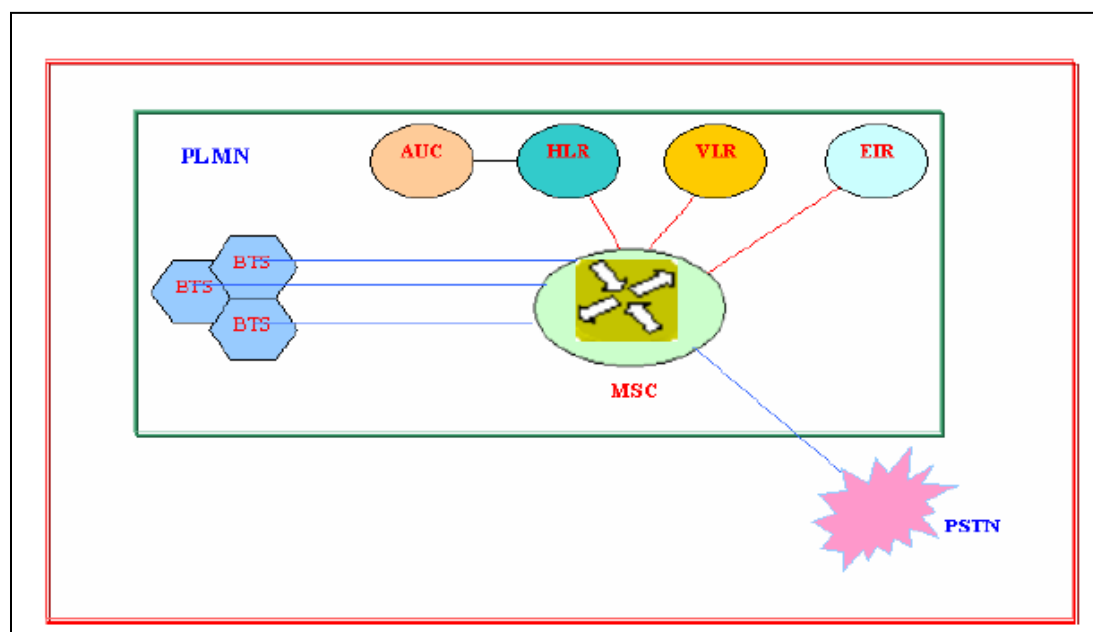 AUC
HLR
VLR
EIR
PLMN
BTS
BTS
BTS
MSC
PSTN